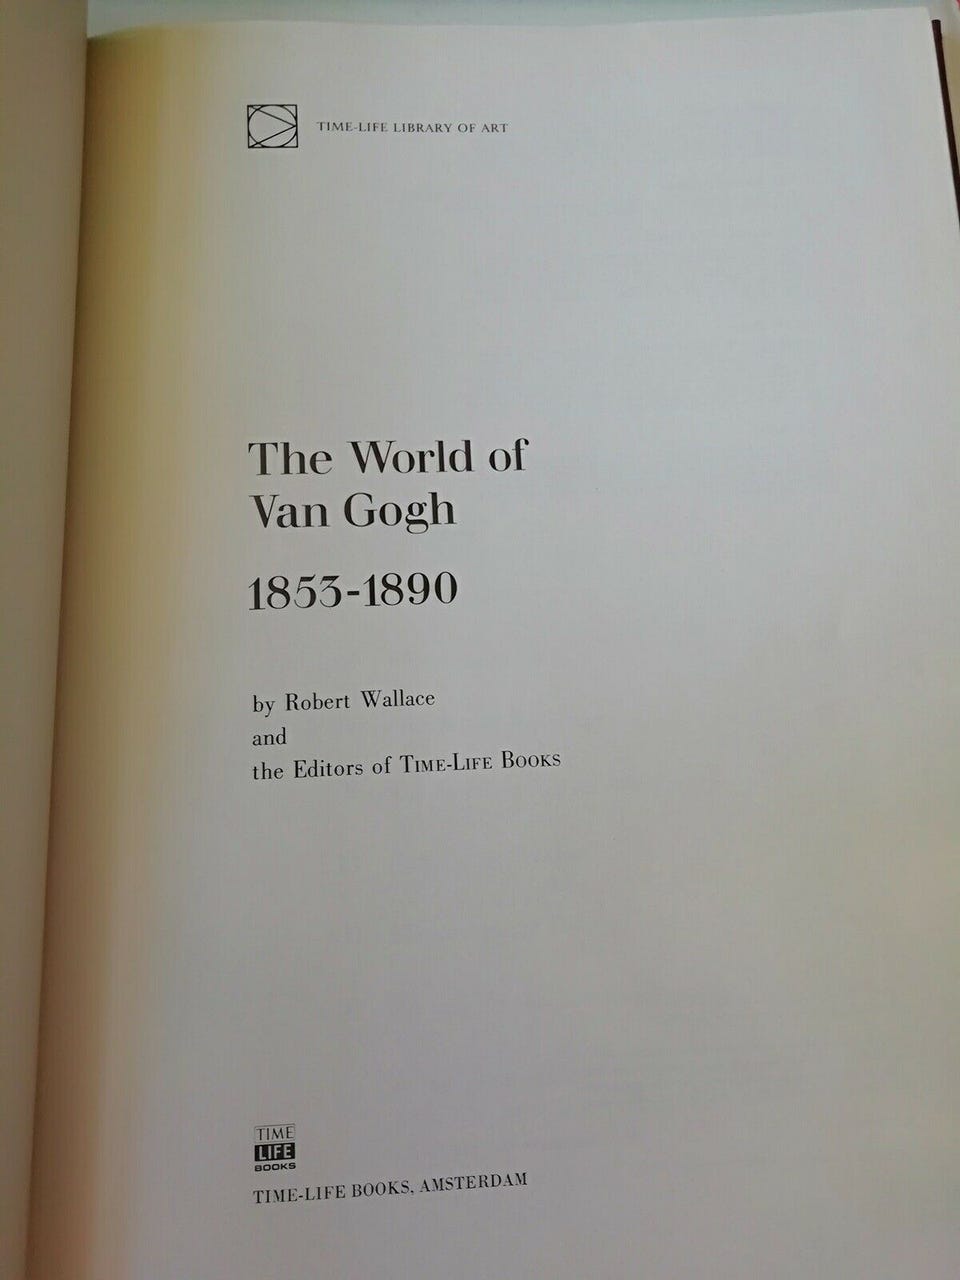 TIME-LIFE LIBRARY OF ART
The World of
Van Gogh
1853-1890
by Robert Wallace
and
the Editors of TIME-LIFE BOOKS
TIME
LIFE
BOOKS
TIME-LIFE BOOKS, AMSTERDAM